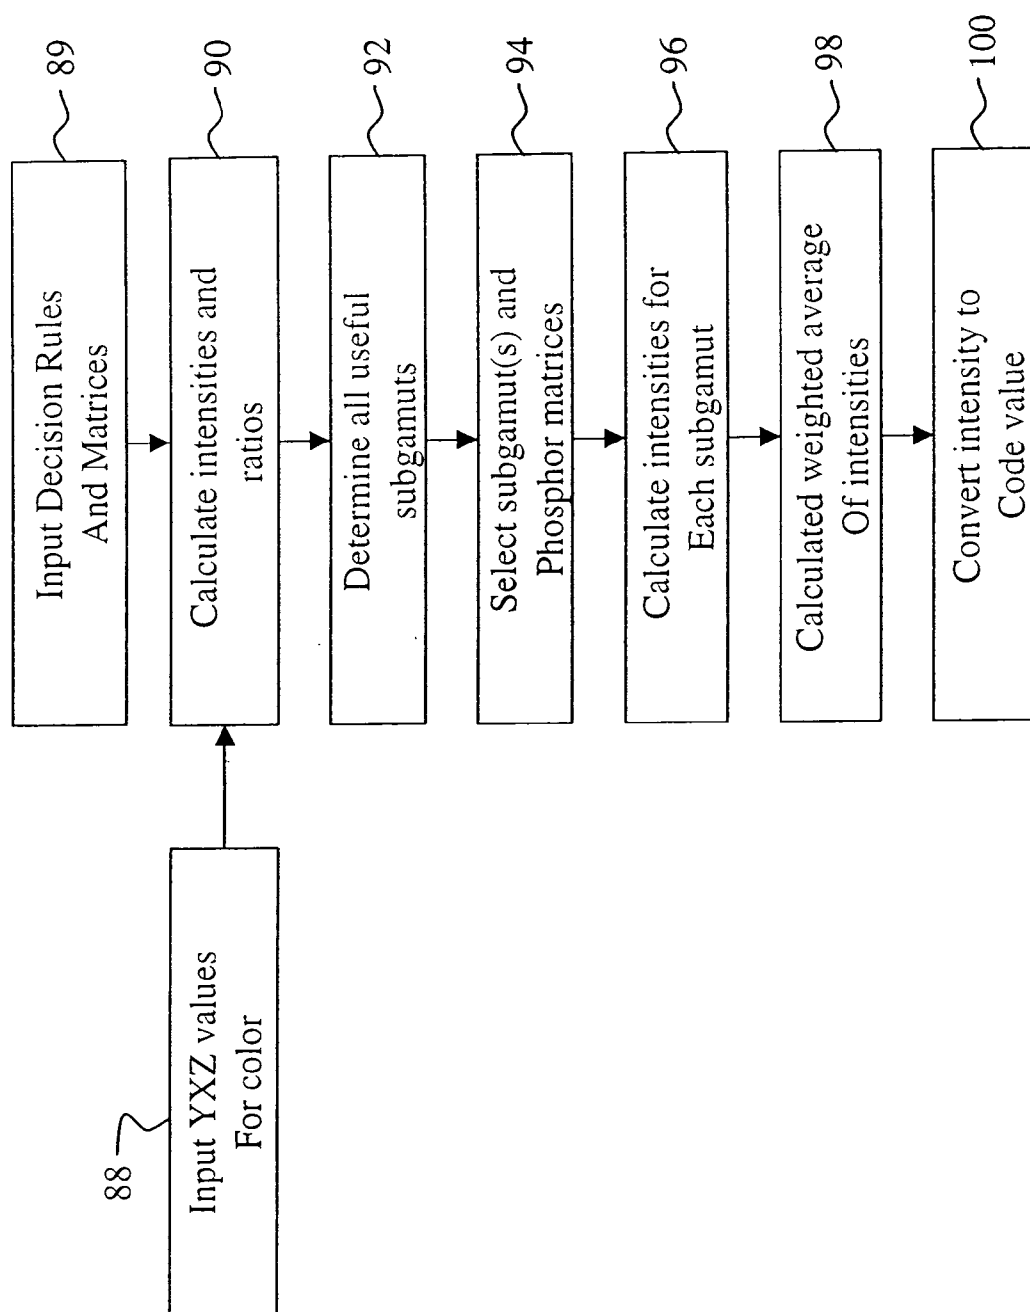 Input Decision Rules
And Matrices
89
88
Input YXZ values
For color
Calculate intensities and
ratios
90
Determine all useful
subgamuts
92
Select subgamut(s) and
Phosphor matrices
94
Calculate intensities for
Each subgamut
96
Calculated weighted average
Of intensities
98
Convert intensity to
Code value
100